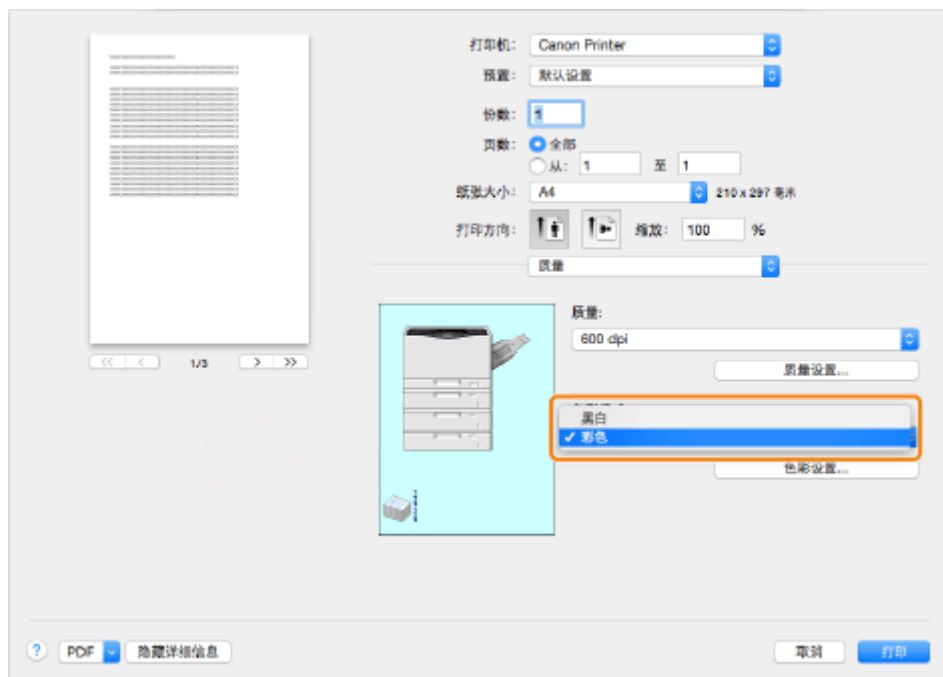 打印机： Canon Printer
预置： 默认设置
份数： 1
页数： 全部
从： 1 至 1
纸张大小： A4 210 x 297 毫米
打印方向： 缩放： 100 %
质量
质量:
600 dpi
1/3
质量设置...
黑白
✓ 彩色
色彩设置...
? PDF 隐藏详细信息 取消 打印